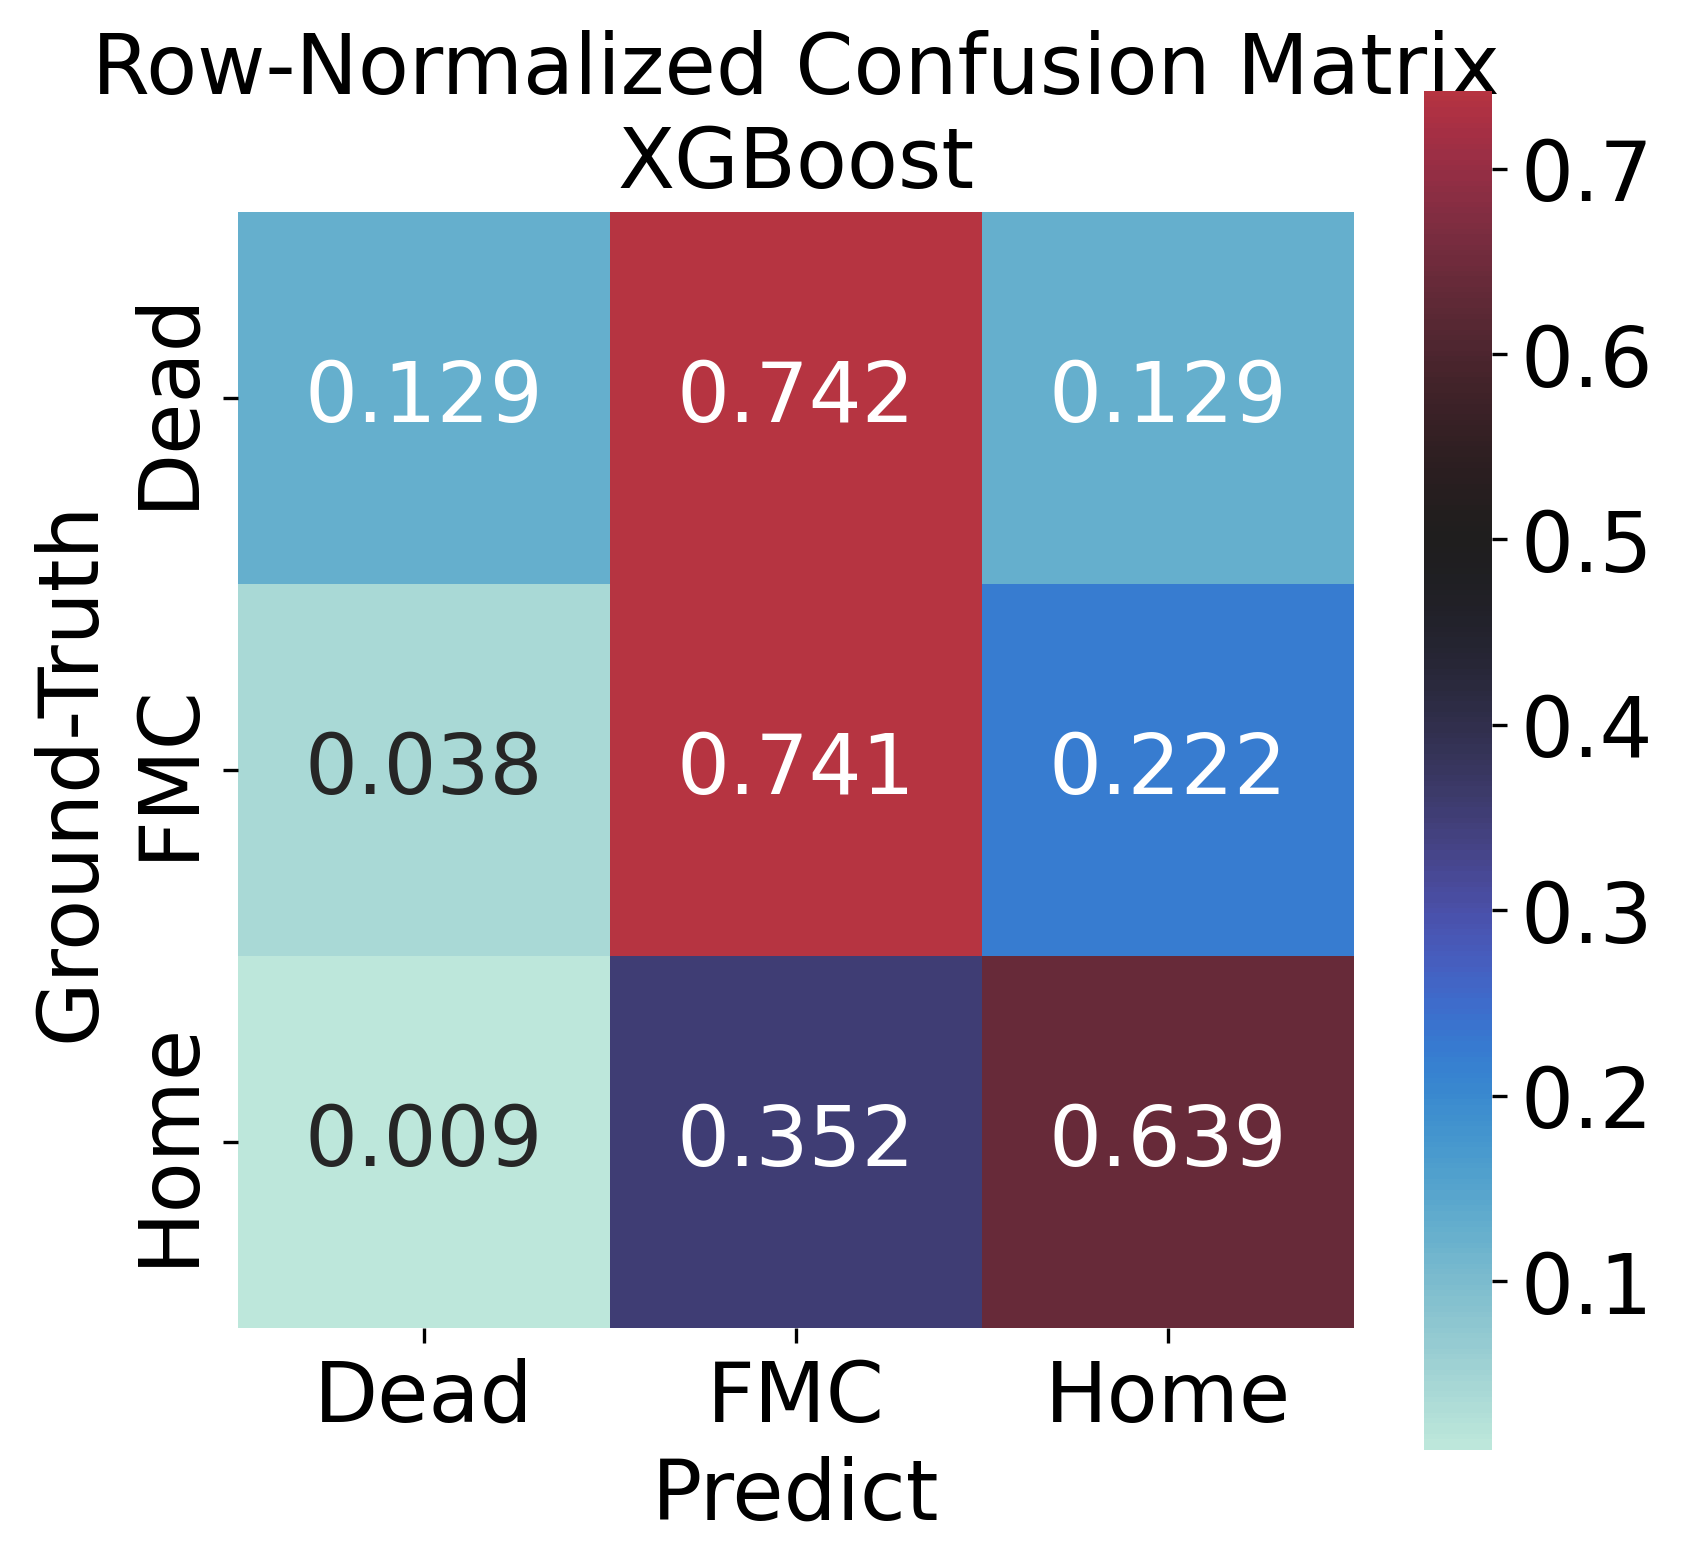 Row-Normalized Confusion Matrix
XGBoost
Ground-Truth
Dead
0.129 0.742 0.129
FMC
0.038 0.741 0.222
Home
0.009 0.352 0.639
Dead FMC Home
Predict
0.7
0.6
0.5
0.4
0.3
0.2
0.1